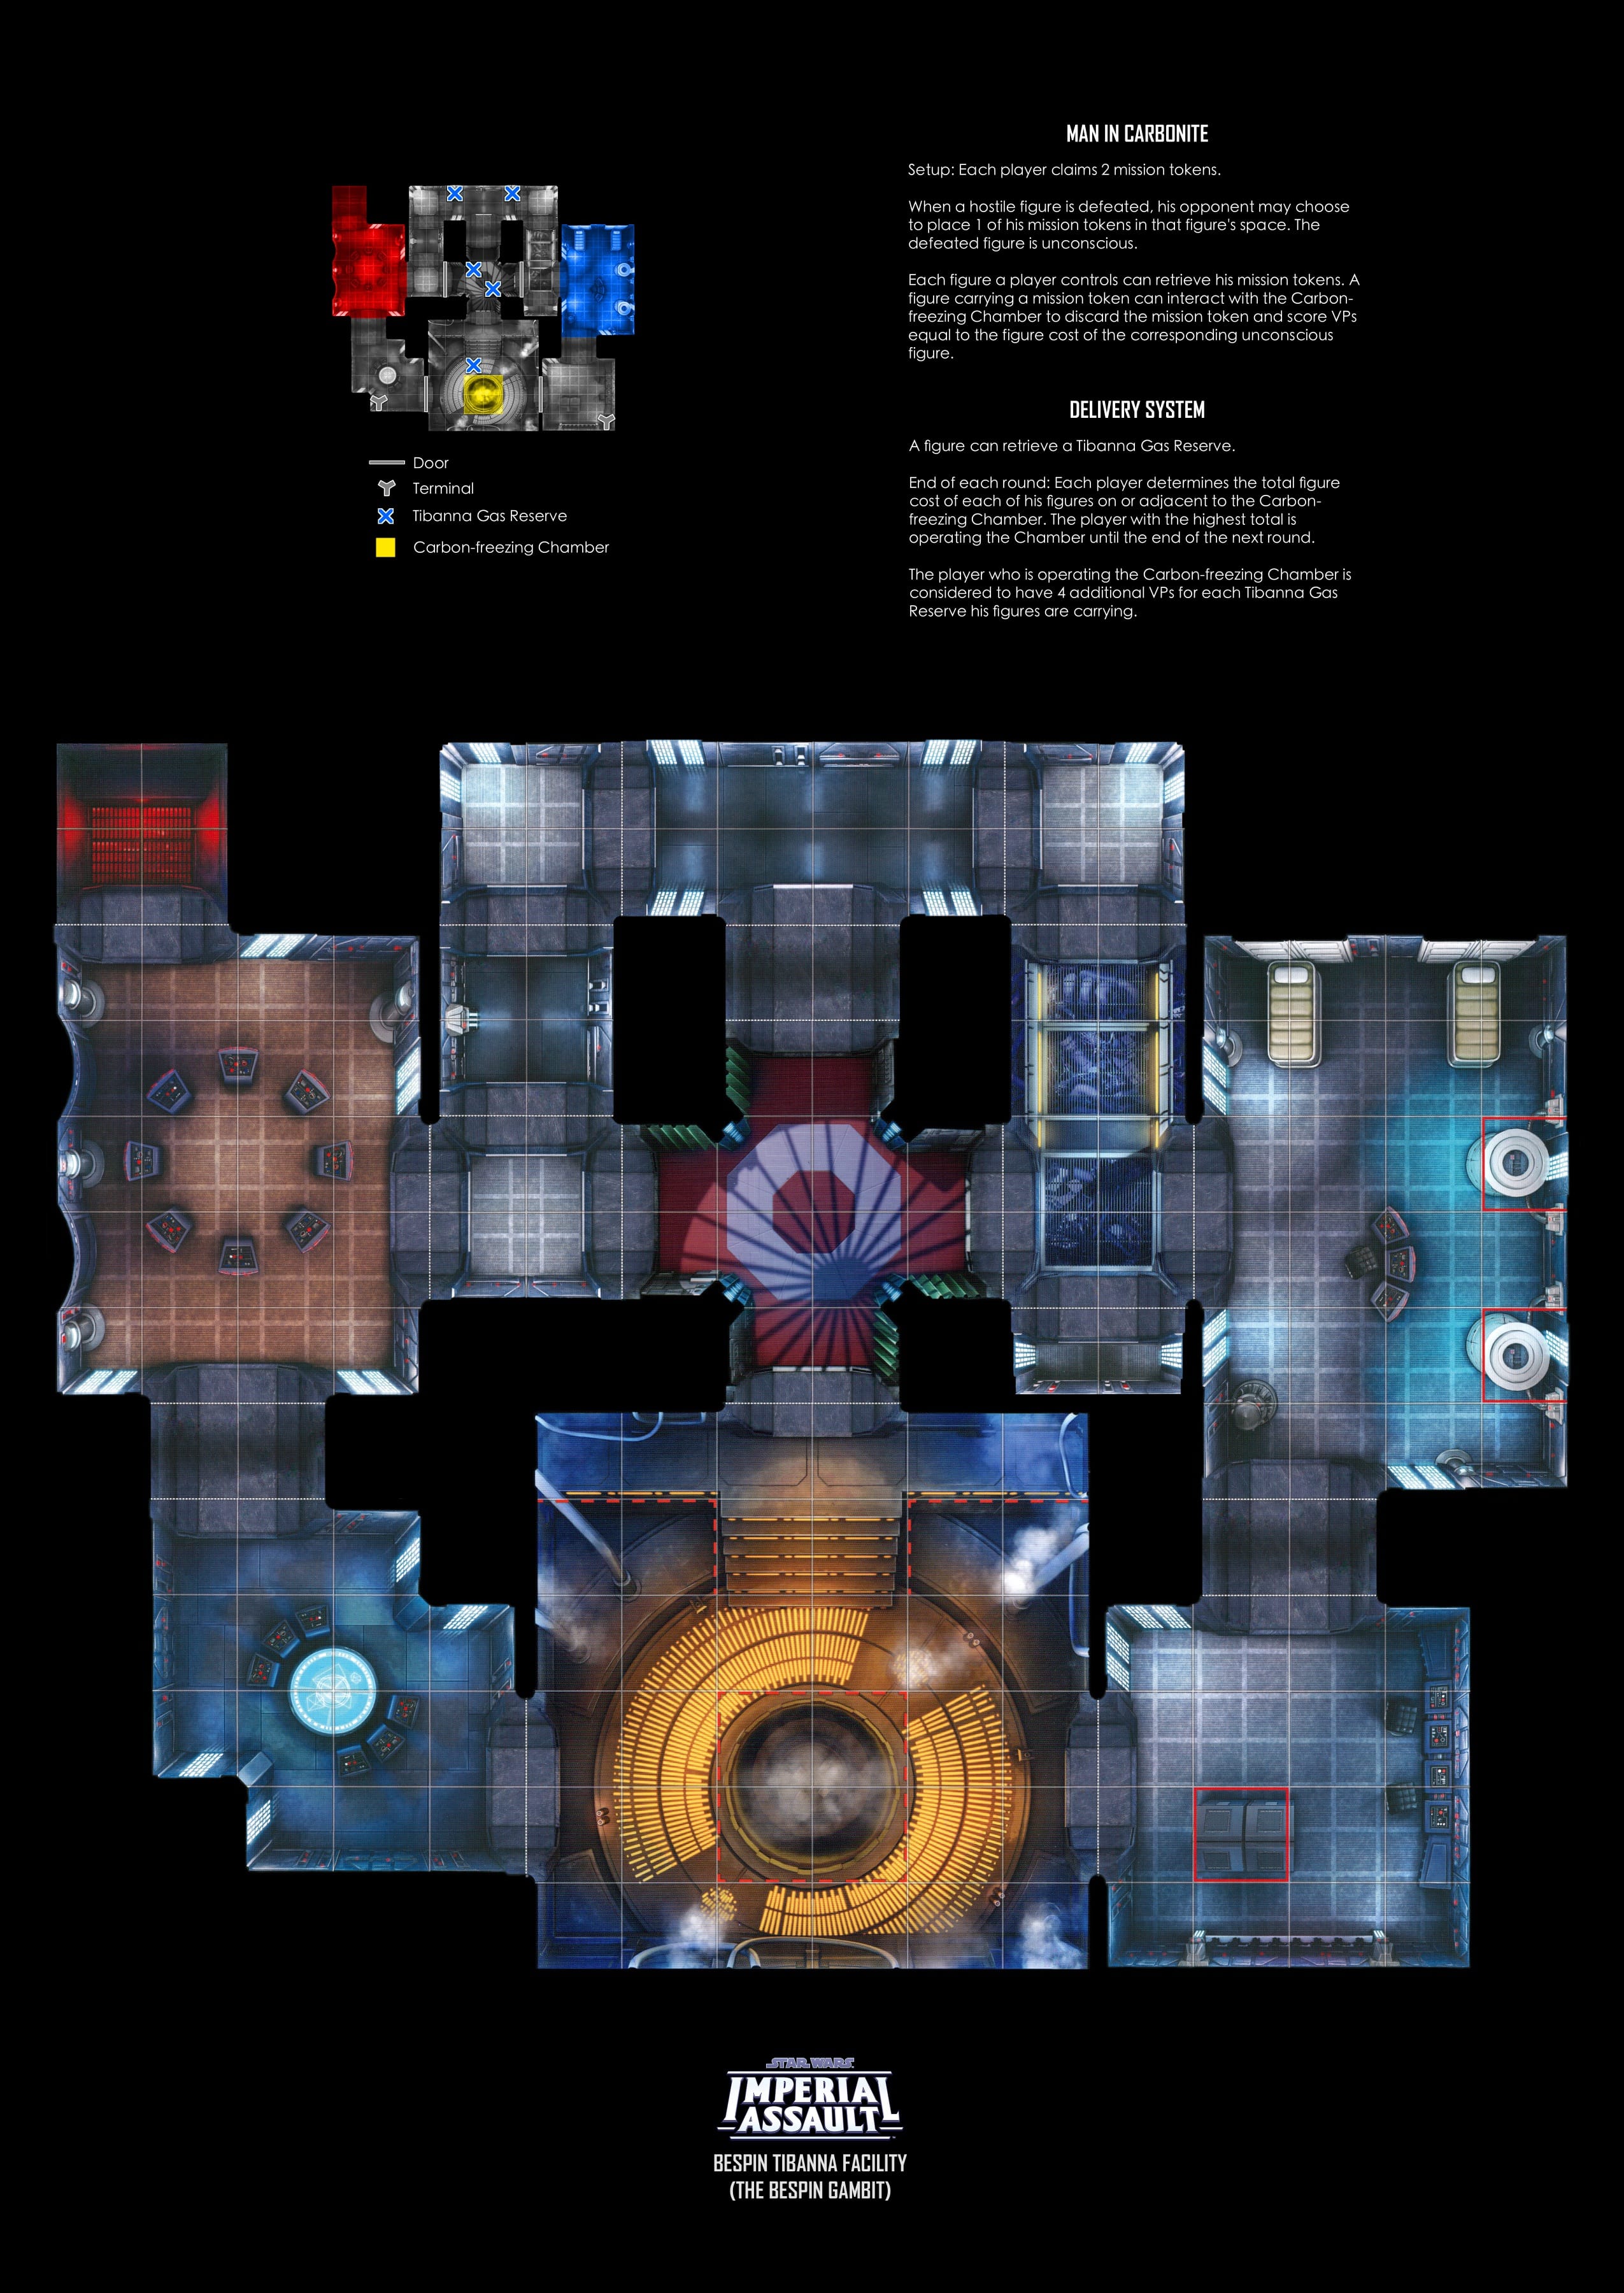 MAN IN CARBONITE
Setup: Each player claims 2 mission tokens.
When a hostile figure is defeated, his opponent may choose
to place 1 of his mission tokens in that figure's space. The
defeated figure is unconscious.
Each figure a player controls can retrieve his mission tokens. A
figure carrying a mission token can interact with the Carbon-
freezing Chamber to discard the mission token and score VPs
equal to the figure cost of the corresponding unconscious
figure.
DELIVERY SYSTEM
A figure can retrieve a Tibanna Gas Reserve.
End of each round: Each player determines the total figure
cost of each of his figures on or adjacent to the Carbon-
freezing Chamber. The player with the highest total is
operating the Chamber until the end of the next round.
The player who is operating the Carbon-freezing Chamber is
considered to have 4 additional VPs for each Tibanna Gas
Reserve his figures are carrying.
Door
Terminal
Tibanna Gas Reserve
Carbon-freezing Chamber
STAR WARS
IMPERIAL
ASSAULT
BESPIN TIBANNA FACILITY
(THE BESPIN GAMBIT)